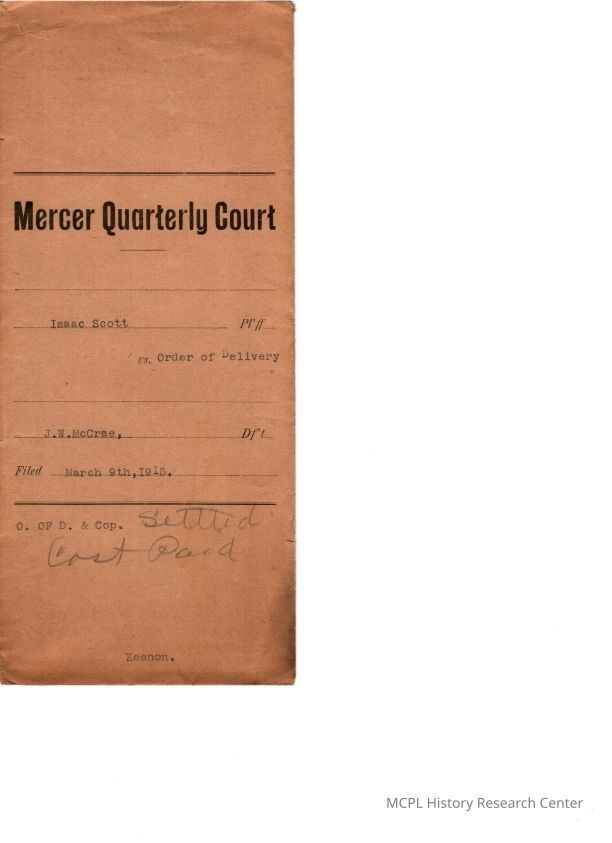 Mercer Quarterly Court
Isaac Scott Pl'ff
vs. Order of Delivery
J.W.McCrae, Df't
Filed March 9th,1915.
O. OF D. & Cop. Settled
Cost Paid
Keenon.
MCPL History Research Center